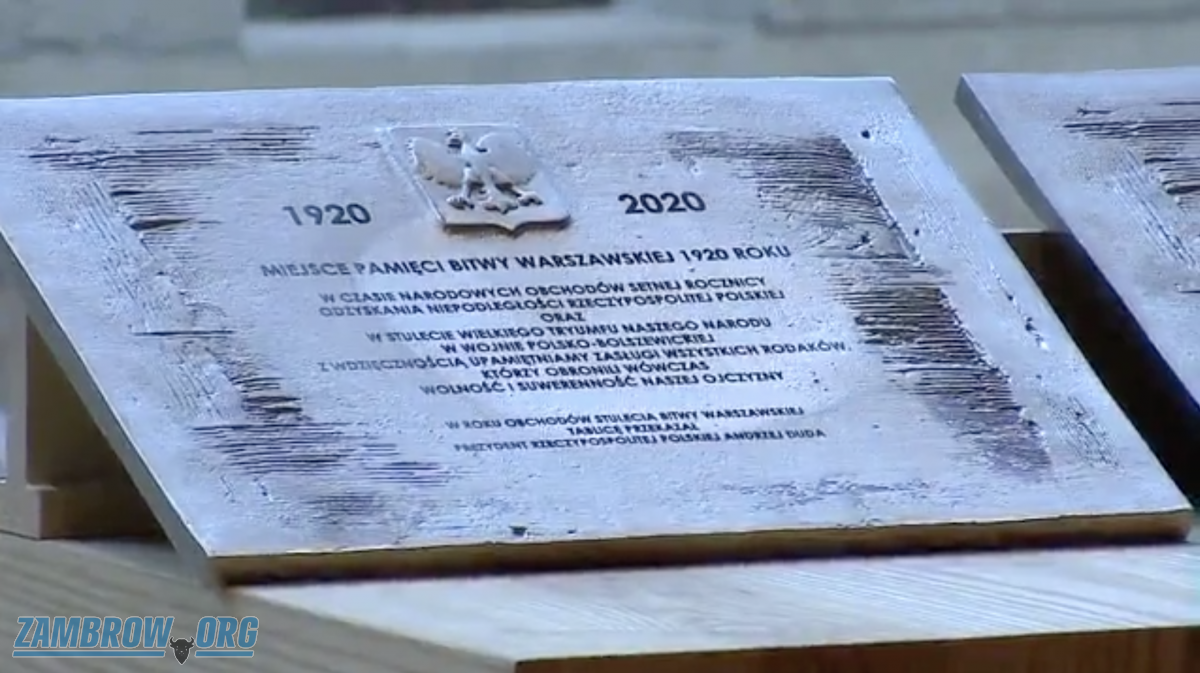 1920 2020
MIEJSCE PAMIĘCI BITWY WARSZAWSKIEJ 1920 ROKU
W CZASIE NARODOWYCH OBCHODÓW SETNEJ ROCZNICY
ODZYSKANIA NIEPODLEGŁOŚCI RZECZYPOSPOLITEJ POLSKIEJ
ORAZ
W STULECIE WIELKIEGO TRYUMFU NASZEGO NARODU
W WOJNIE POLSKO-BOLSZEWICKIEJ
Z WDZIĘCZNOŚCIĄ UPAMIĘTNIAMY ZASŁUGI WSZYSTKICH RODAKÓW,
KTÓRZY OBRONILI WÓWCZAS
WOLNOŚĆ I SUWERENNOŚĆ NASZEJ OJCZYZNY
W ROKU OBCHODÓW STULECIA BITWY WARSZAWSKIEJ
TABLICĘ PRZEKAZAŁ
PREZYDENT RZECZYPOSPOLITEJ POLSKIEJ ANDRZEJ DUDA
ZAMBROW.ORG